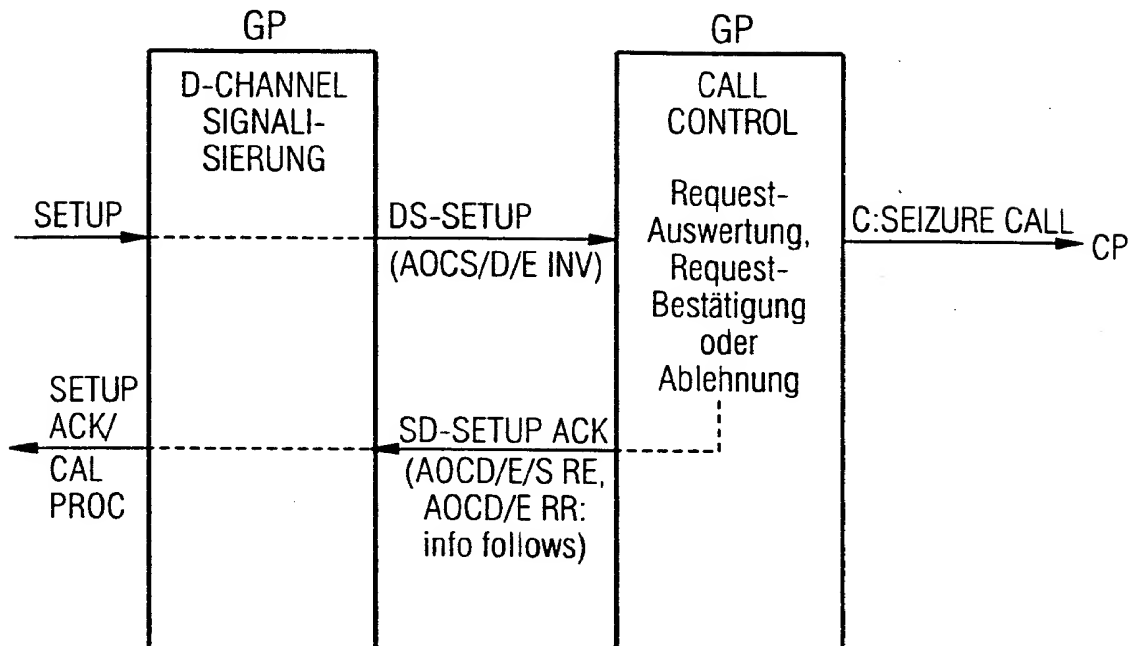 GP
D-CHANNEL
SIGNALI-
SIERUNG
GP
CALL
CONTROL
Request-
Auswertung,
Request-
Bestätigung
oder
Ablehnung
SETUP
DS-SETUP
(AOCS/D/E INV)
C:SEIZURE CALL
CP
SETUP
ACK/
CAL
PROC
SD-SETUP ACK
(AOCD/E/S RE,
AOCD/E RR:
info follows)